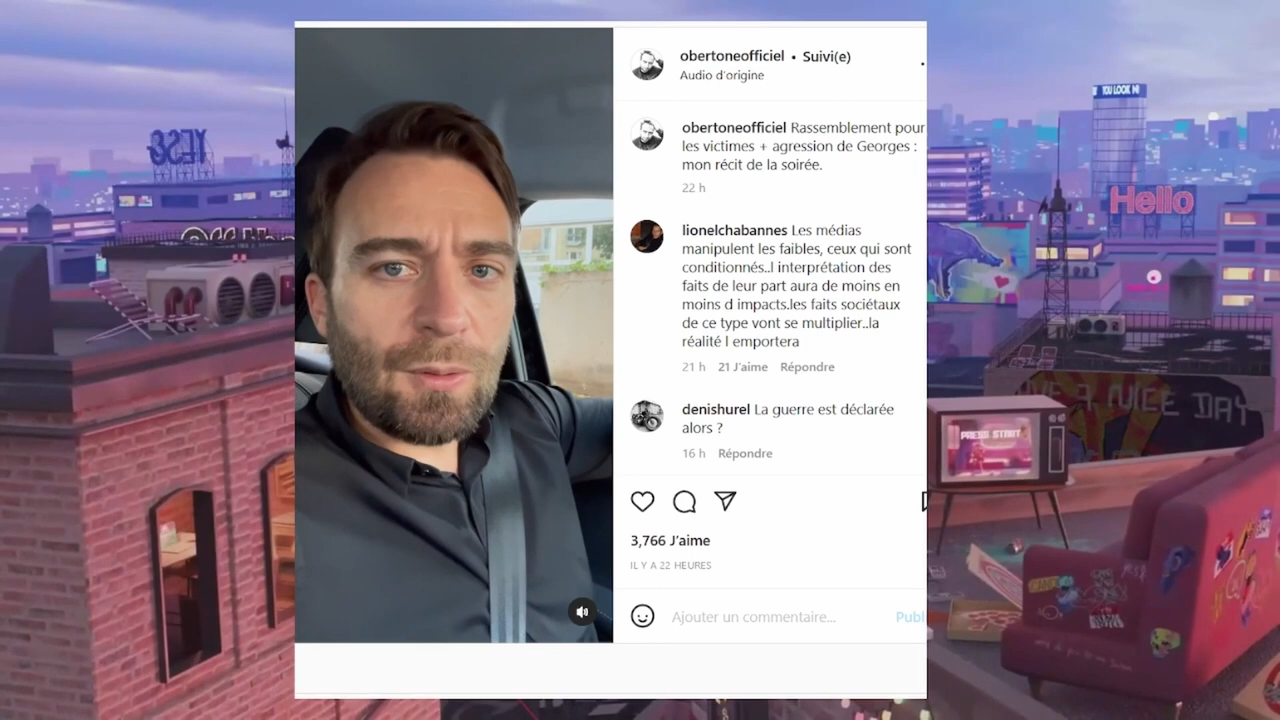 obertoneofficiel • Suivi(e)
Audio d'origine
obertoneofficiel Rassemblement pour
les victimes + agression de Georges :
mon récit de la soirée.
22 h
lionelchabannes Les médias
manipulent les faibles, ceux qui sont
conditionnés..l interprétation des
faits de leur part aura de moins en
moins d impacts.les faits sociétaux
de ce type vont se multiplier..la
réalité l emportera
21 h 21 J'aime Répondre
denishurel La guerre est déclarée
alors ?
16 h Répondre
3,766 J'aime
IL Y A 22 HEURES
Ajouter un commentaire...
Publ
YES&
YOU LOOK N
Hello
A NICE DAY
PRESS START